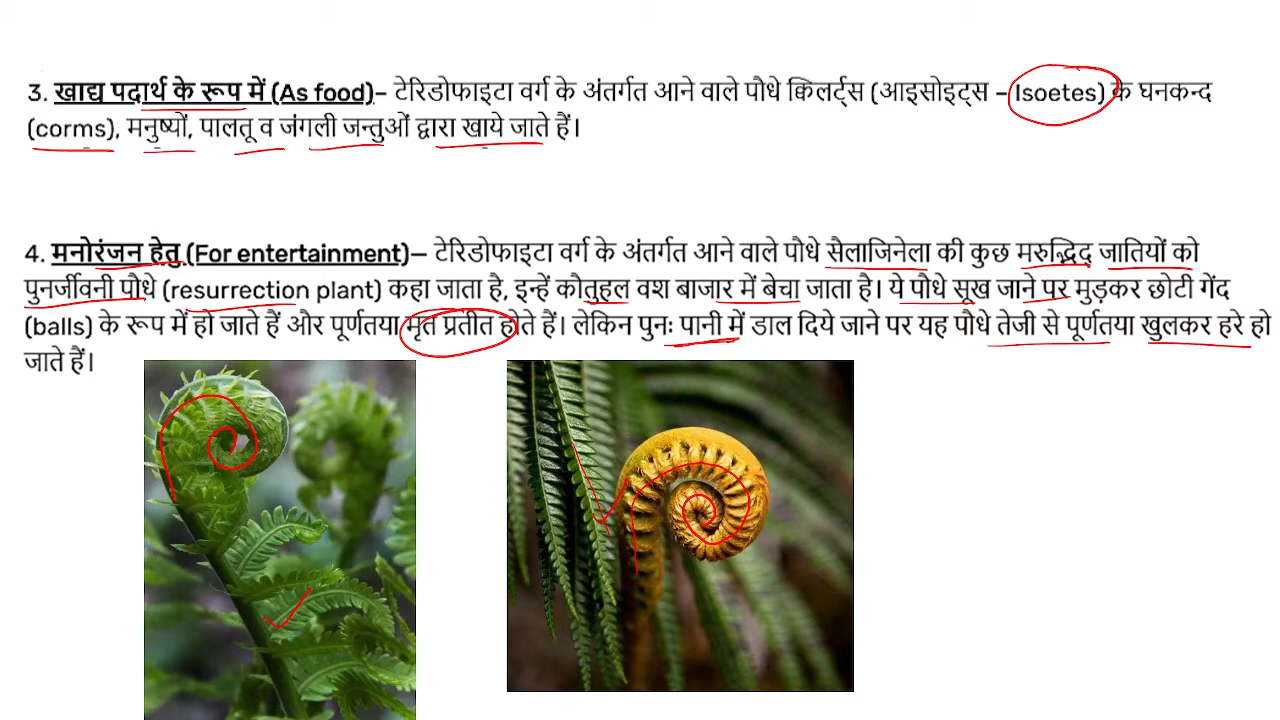 3. खाद्य पदार्थ के रूप में (As food)– टेरिडोफाइटा वर्ग के अंतर्गत आने वाले पौधे क्विलर्ट्स (आइसोइट्स – Isoetes) के घनकन्द
(corms), मनुष्यों, पालतू व जंगली जन्तुओं द्वारा खाये जाते हैं।
4. मनोरंजन हेतु (For entertainment)– टेरिडोफाइटा वर्ग के अंतर्गत आने वाले पौधे सैलाजिनेला की कुछ मरुद्भिद् जातियों को
पुनर्जीवनी पौधे (resurrection plant) कहा जाता है, इन्हें कौतुहल वश बाजार में बेचा जाता है। ये पौधे सूख जाने पर मुड़कर छोटी गेंद
(balls) के रूप में हो जाते हैं और पूर्णतया मृत प्रतीत होते हैं। लेकिन पुनः पानी में डाल दिये जाने पर यह पौधे तेजी से पूर्णतया खुलकर हरे हो
जाते हैं।